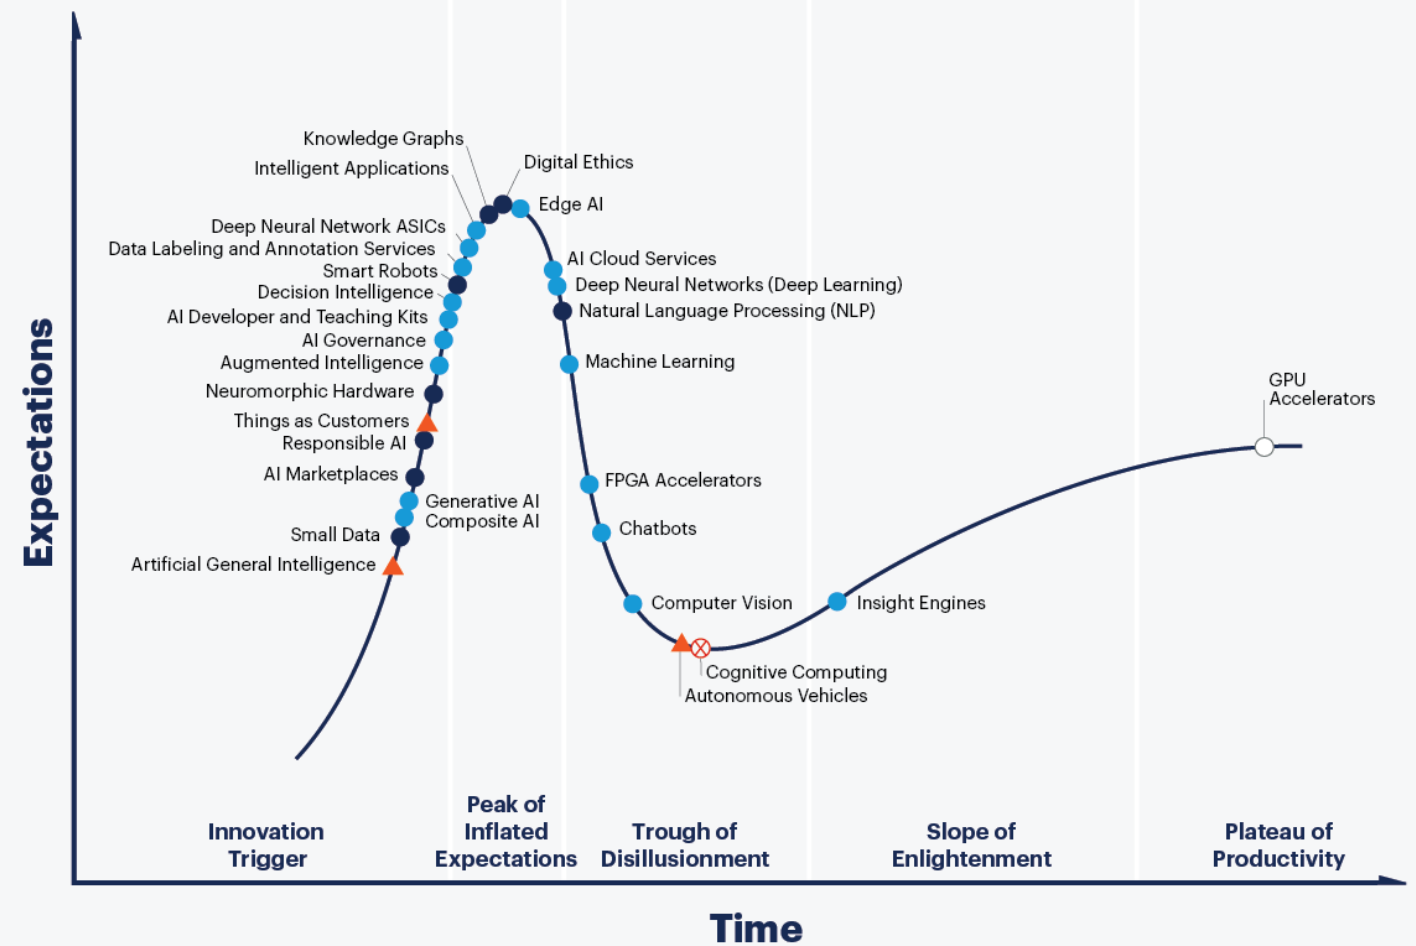 Expectations
Knowledge Graphs
Intelligent Applications
Digital Ethics
Edge AI
Deep Neural Network ASICs
Data Labeling and Annotation Services
Smart Robots
Decision Intelligence
AI Developer and Teaching Kits
AI Governance
Augmented Intelligence
Neuromorphic Hardware
Things as Customers
Responsible AI
AI Marketplaces
Generative AI
Composite AI
Small Data
Artificial General Intelligence
AI Cloud Services
Deep Neural Networks (Deep Learning)
Natural Language Processing (NLP)
Machine Learning
FPGA Accelerators
Chatbots
Computer Vision
Cognitive Computing
Autonomous Vehicles
Insight Engines
GPU
Accelerators
Innovation
Trigger
Peak of
Inflated
Expectations
Trough of
Disillusionment
Slope of
Enlightenment
Plateau of
Productivity
Time